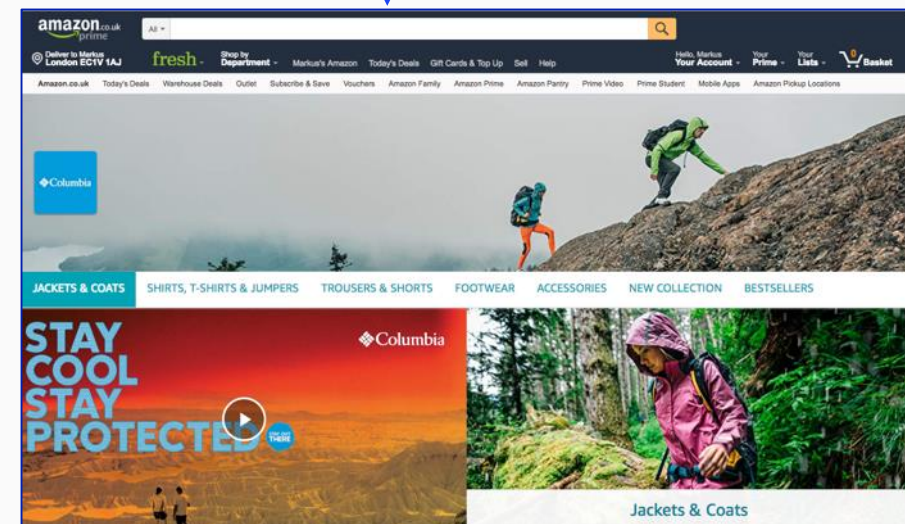 amazon.co.uk
prime
All
Deliver to Markus
London EC1V 1AJ
fresh
Shop by
Department
Markus's Amazon Today's Deals Gift Cards & Top Up Sell Help
Hello, Markus
Your Account
Your
Prime
Your
Lists
0
Basket
Amazon.co.uk Today's Deals Warehouse Deals Outlet Subscribe & Save Vouchers Amazon Family Amazon Prime Amazon Pantry Prime Video Prime Student Mobile Apps Amazon Pickup Locations
Columbia
JACKETS & COATS SHIRTS, T-SHIRTS & JUMPERS TROUSERS & SHORTS FOOTWEAR ACCESSORIES NEW COLLECTION BESTSELLERS
STAY
COOL
STAY
PROTECTED
Columbia
Jackets & Coats